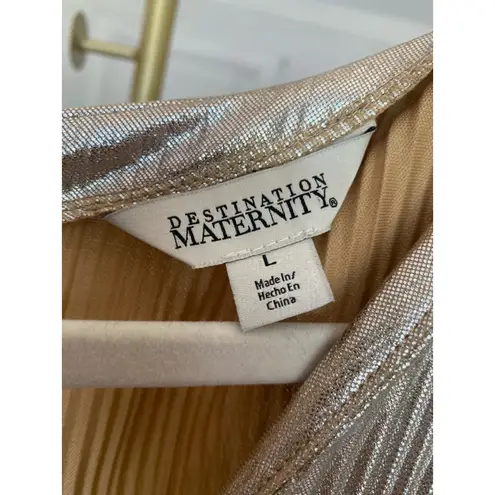 DESTINATION
MATERNITY®
L
Made In/
Hecho En
China